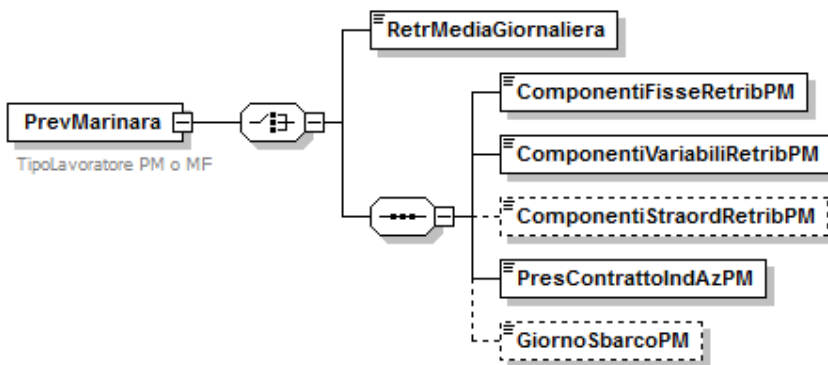 RetrMediaGiornaliera
ComponentiFisseRetribPM
PrevMarinara
TipoLavoratore PM o MF
ComponentiVariabiliRetribPM
ComponentiStraordRetribPM
PresContrattoIndAzPM
GiornoSbarcoPM